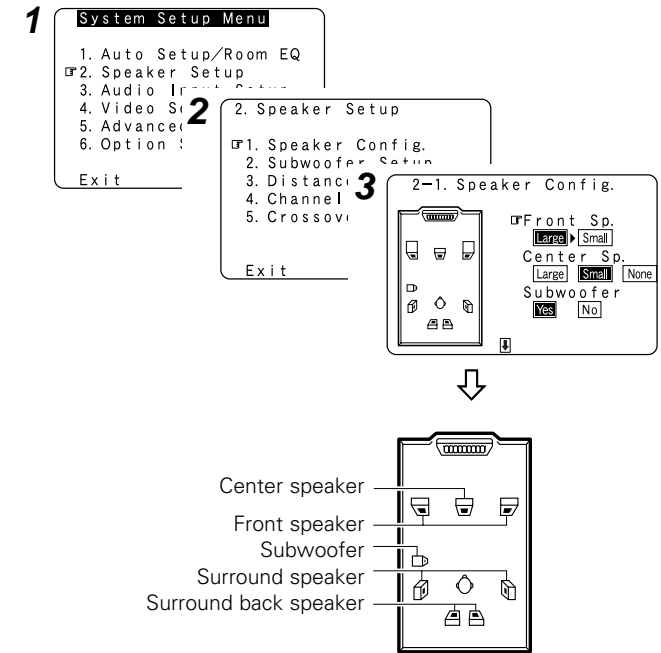 1
System Setup Menu
1. Auto Setup/Room EQ
☞2. Speaker Setup
3. Audio Input Setup
4. Video S
5. Advanced
6. Option S
Exit
2
2. Speaker Setup
☞1. Speaker Config.
2. Subwoofer Setup
3. Distanc
4. Channel
5. Crossov
Exit
3
2-1. Speaker Config.
☞Front Sp.
Large Small
Center Sp.
Large Small None
Subwoofer
Yes No
Center speaker
Front speaker
Subwoofer
Surround speaker
Surround back speaker